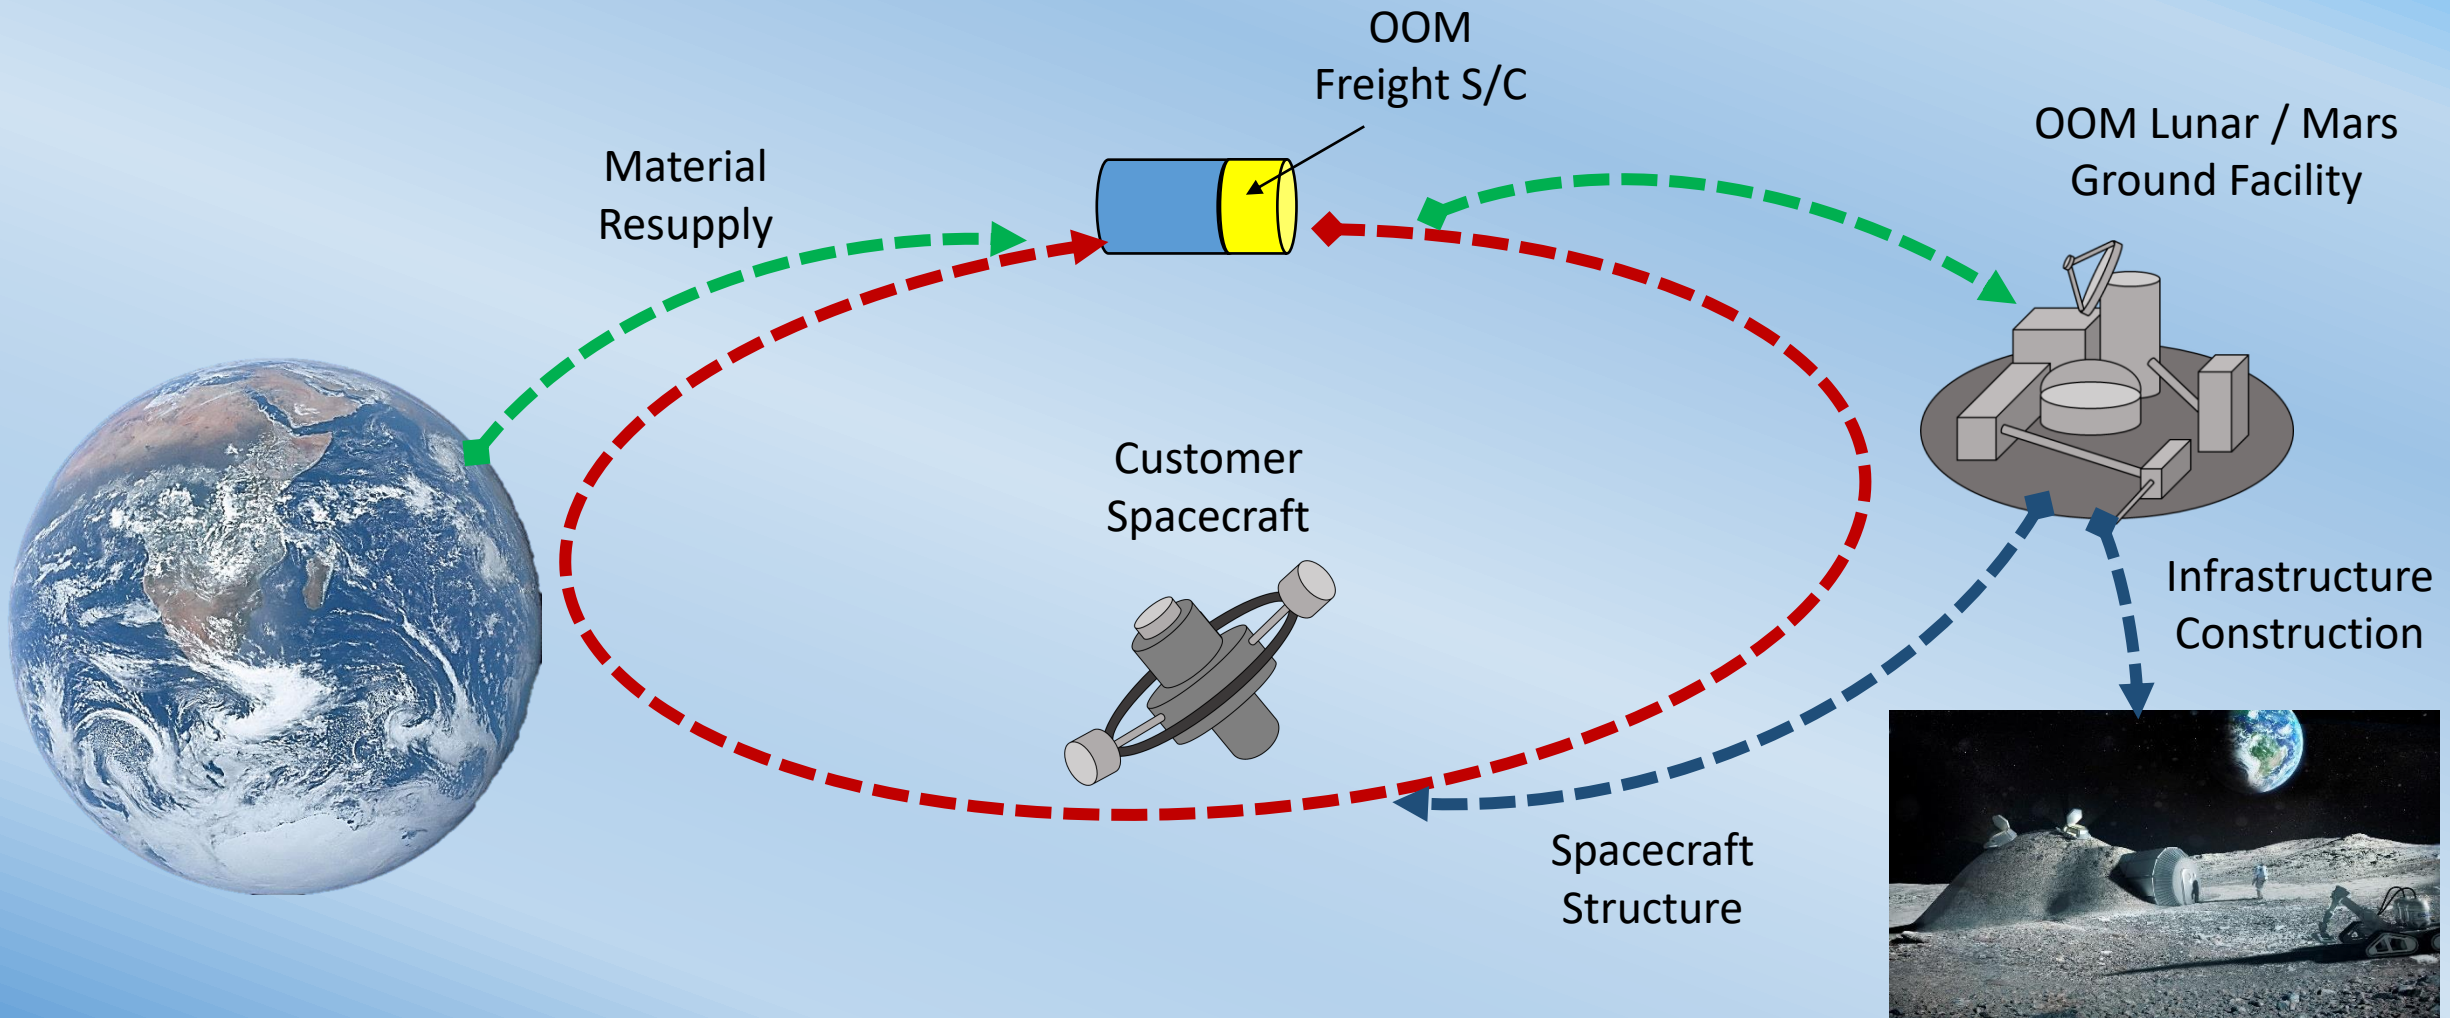 OOM
Freight S/C
OOM Lunar / Mars
Ground Facility
Material
Resupply
Customer
Spacecraft
Infrastructure
Construction
Spacecraft
Structure